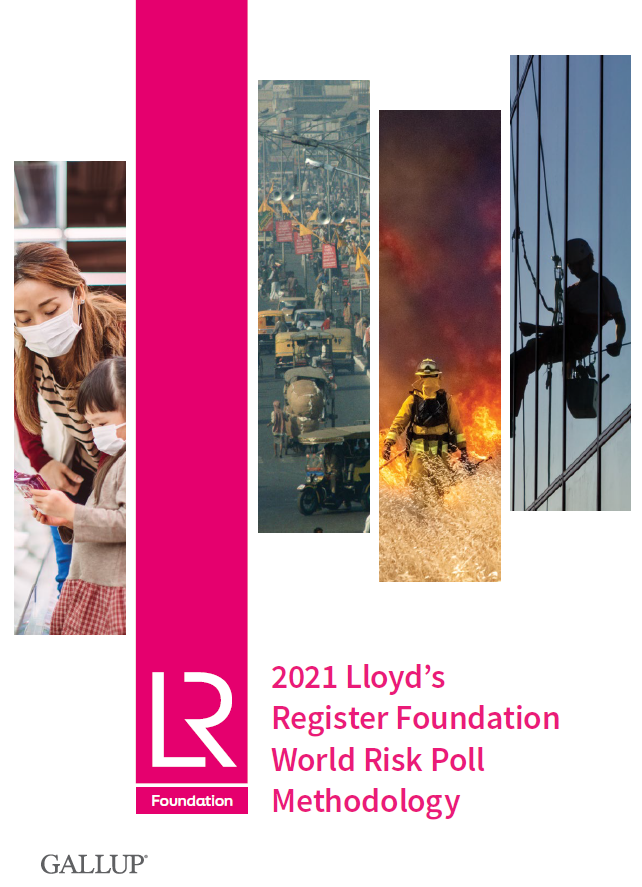 2021 Lloyd’s
Register Foundation
World Risk Poll
Methodology
LR
Foundation
GALLUP®